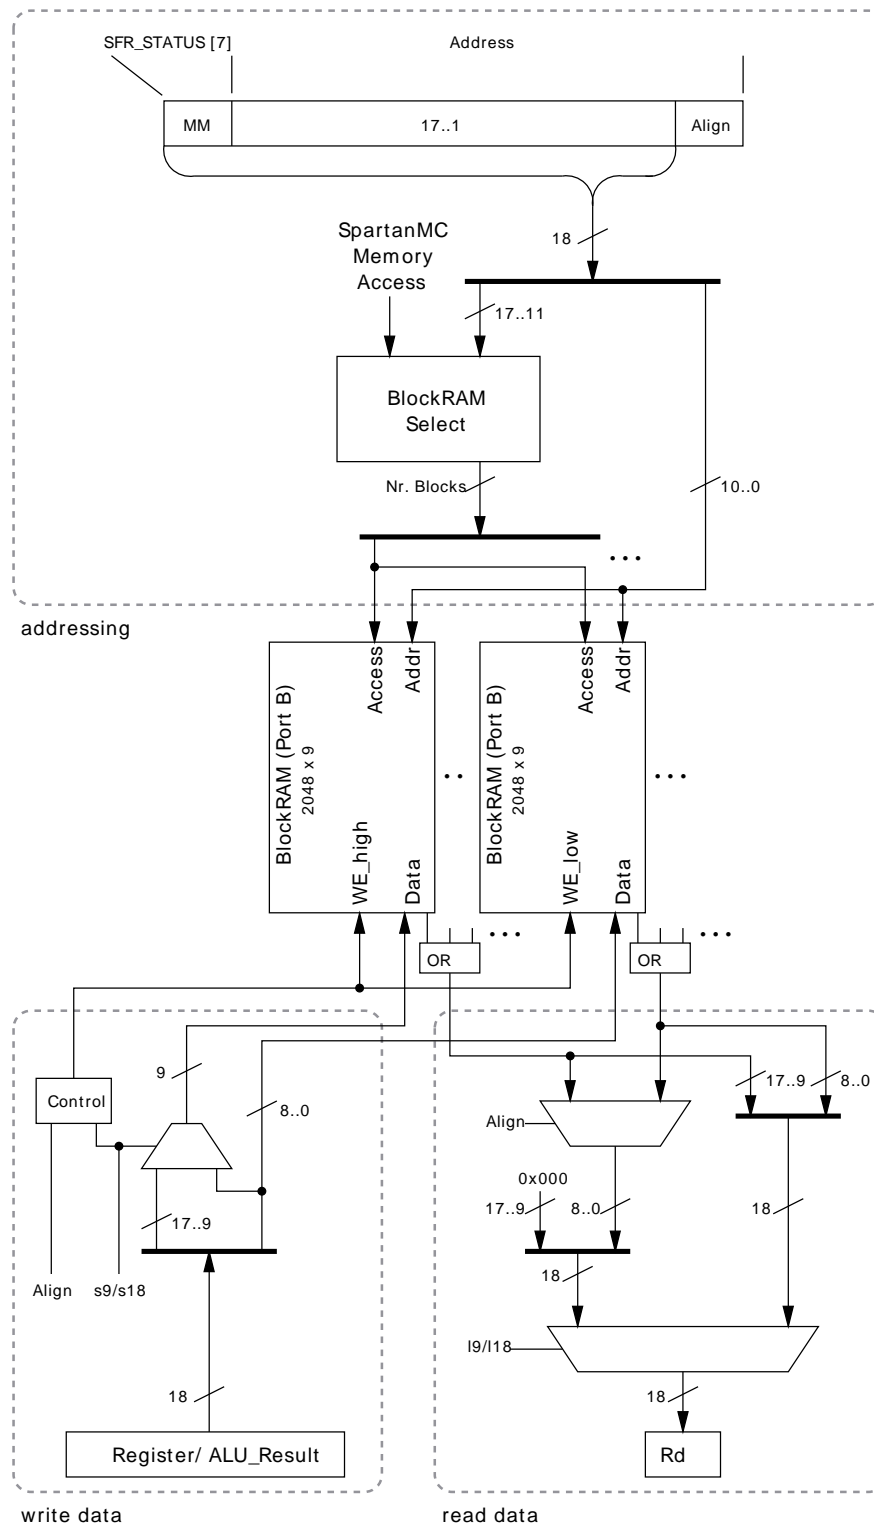 SFR_STATUS [7]
Address
MM
17..1
Align
18
SpartanMC
Memory
Access
17..11
BlockRAM
Select
Nr. Blocks
10..0
...
addressing
Access
Addr
BlockRAM (Port B)
2048 x 9
WE_high
Data
..
Access
Addr
BlockRAM (Port B)
2048 x 9
WE_low
Data
...
OR
...
OR
...
9
Control
8..0
17..9
Align
s9/s18
18
Register/ ALU_Result
write data
17..9
8..0
Align
0x000
17..9
8..0
18
18
l9/l18
18
Rd
read data